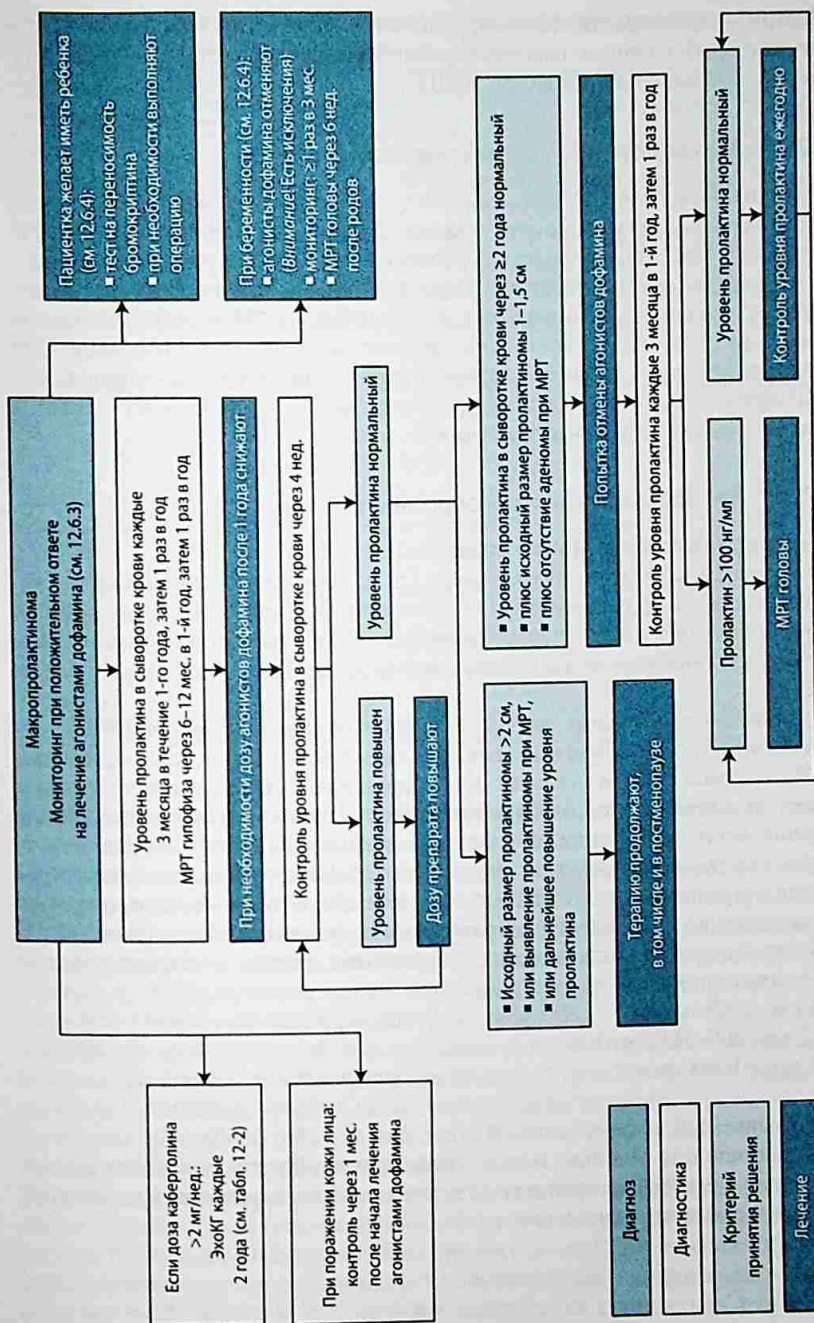 Макропролактинома
Мониторинг при положительном ответе
на лечение агонистами дофамина (см. 12.6.3)
Пациентка желает иметь ребенка
(см 12.6.4):
■ тест на переносимость
бромокриптина
■ при необходимости выполняют
операцию
При беременности (см. 12.6.4):
■ агонисты дофамина отменяют
(Внимание! Есть исключения)
■ мониторинг ≥1 раз в 3 мес.
■ МРТ головы через 6 нед.
после родов
Если доза каберголина
>2 мг/нед.:
ЭхоКГ каждые
2 года (см. табл. 12-2)
При поражении кожи лица:
контроль через 1 мес.
после начала лечения
агонистами дофамина
Уровень пролактина в сыворотке крови каждые
3 месяца в течение 1-го года, затем 1 раз в год
МРТ гипофиза через 6–12 мес. в 1-й год, затем 1 раз в год
При необходимости дозу агонистов дофамина после 1 года снижают
Контроль уровня пролактина в сыворотке крови через 4 нед.
Уровень пролактина повышен
Уровень пролактина нормальный
Дозу препарата повышают
■ Исходный размер пролактиномы >2 см,
■ или выявление пролактиномы при МРТ,
■ или дальнейшее повышение уровня
пролактина
■ Уровень пролактина в сыворотке крови через ≥2 года нормальный
■ плюс исходный размер пролактиномы 1–1,5 см
■ плюс отсутствие аденомы при МРТ
Терапию продолжают,
в том числе и в постменопаузе
Попытка отмены агонистов дофамина
Контроль уровня пролактина каждые 3 месяца в 1-й год, затем 1 раз в год
Пролактин >100 нг/мл
Уровень пролактина нормальный
МРТ головы
Контроль уровня пролактина ежегодно
Диагноз
Диагностика
Критерий
принятия решения
Лечение